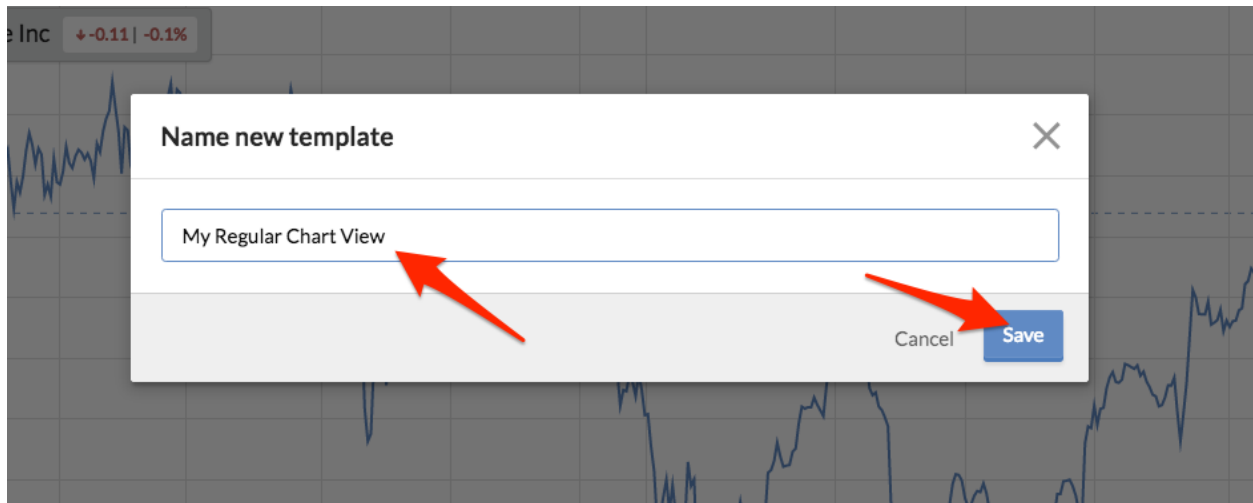 Inc -0.11 | -0.1%
Name new template
My Regular Chart View
Cancel Save